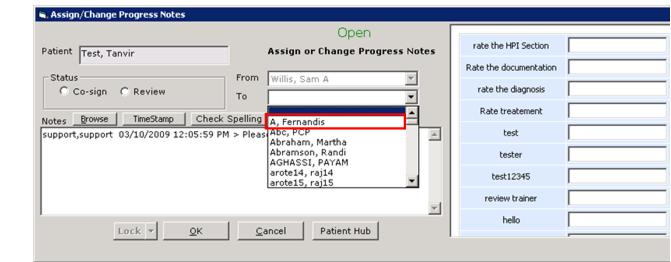 Assign/Change Progress Notes
Open
Patient Test, Tanvir
Assign or Change Progress Notes
Status
Co-sign Review
From Willis, Sam A
To
Notes Browse TimeStamp Check Spelling
support,support 03/10/2009 12:05:59 PM > Pleas
A, Fernandis
Abc, PCP
Abraham, Martha
Abramson, Randi
AGHASSI, PAYAM
arote14, raj14
arote15, raj15
Lock OK Cancel Patient Hub
rate the HPI Section
Rate the documentation
rate the diagnosis
Rate treatement
test
tester
test12345
review trainer
hello